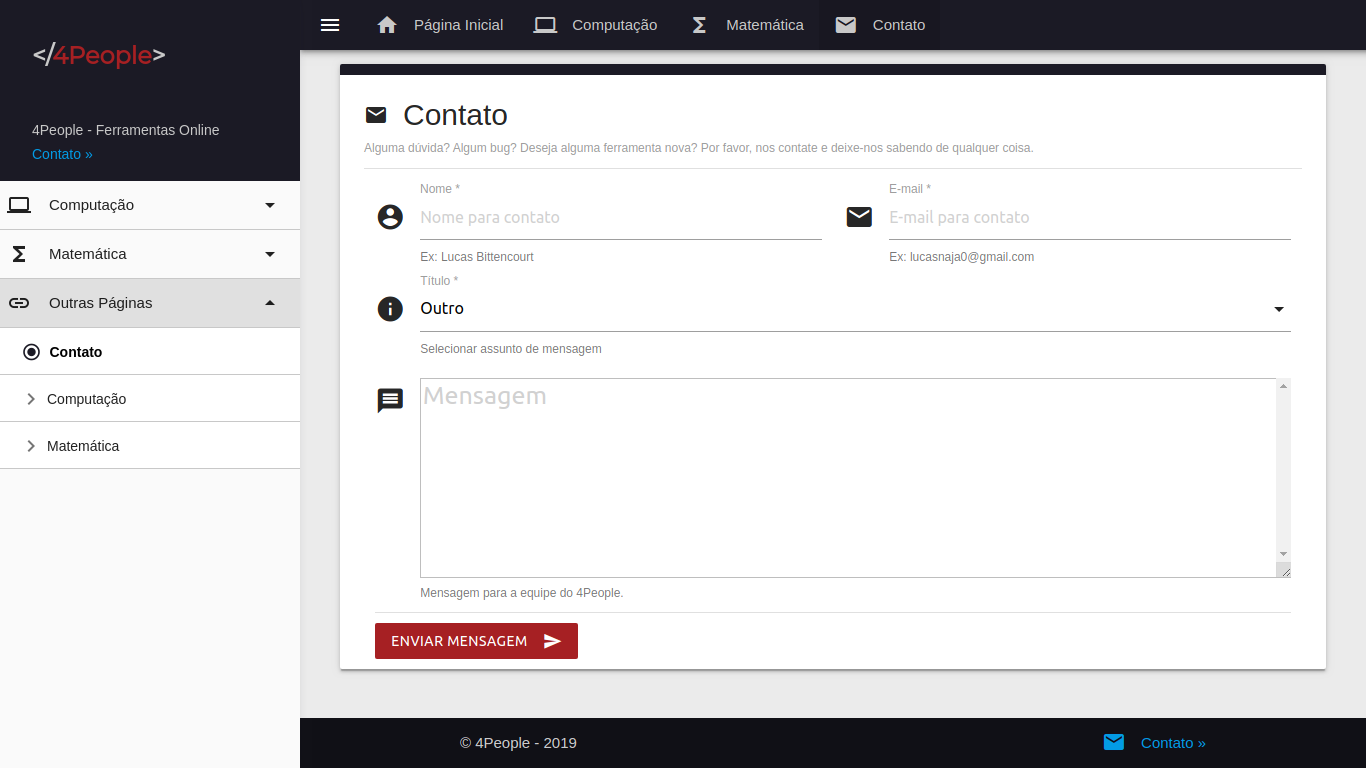 </4People>
4People - Ferramentas Online
Contato »
Computação
Matemática
Outras Páginas
Contato
Computação
Matemática
Página Inicial
Computação
Matemática
Contato
Contato
Alguma dúvida? Algum bug? Deseja alguma ferramenta nova? Por favor, nos contate e deixe-nos sabendo de qualquer coisa.
Nome *
Nome para contato
Ex: Lucas Bittencourt
E-mail *
E-mail para contato
Ex: lucasnaja0@gmail.com
Título *
Outro
Selecionar assunto de mensagem
Mensagem
Mensagem para a equipe do 4People.
ENVIAR MENSAGEM
© 4People - 2019
Contato »